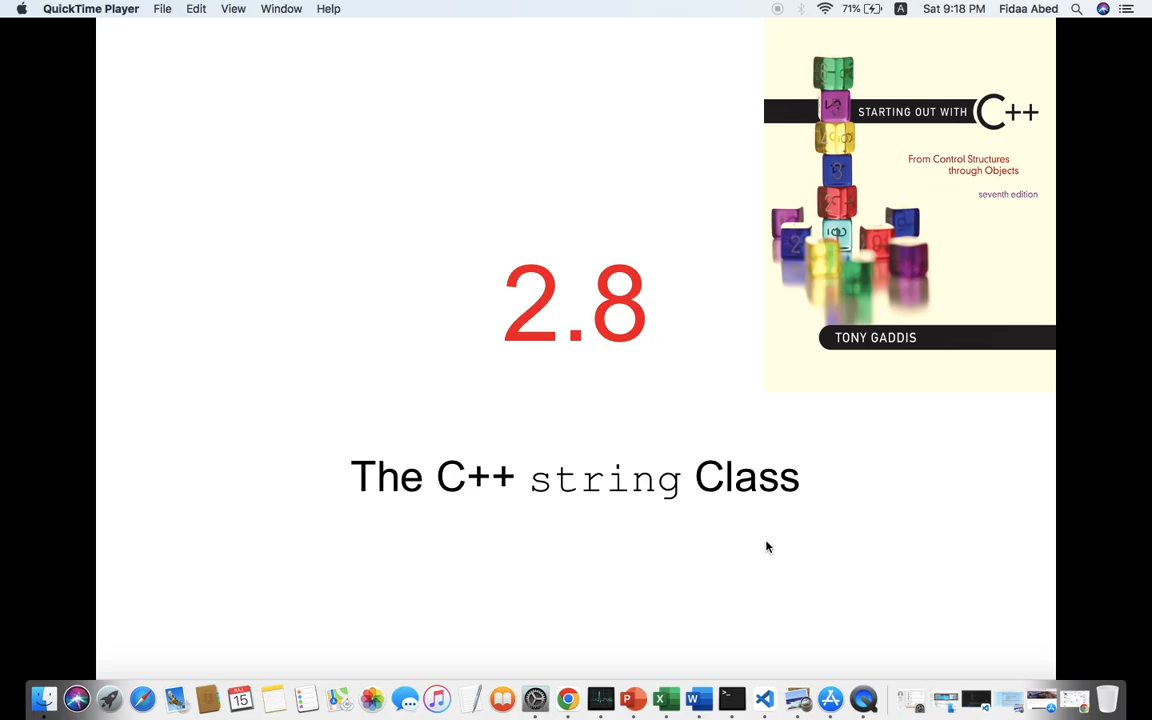 QuickTime Player File Edit View Window Help 71% A Sat 9:18 PM Fidaa Abed
STARTING OUT WITH C++
From Control Structures
through Objects
seventh edition
TONY GADDIS
2.8
The C++ string Class
15